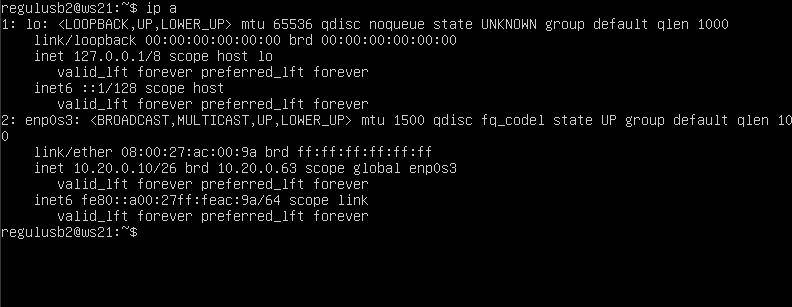 regulusb2@ws21:~$ ip a
1: lo: <LOOPBACK,UP,LOWER_UP> mtu 65536 qdisc noqueue state UNKNOWN group default qlen 1000
    link/loopback 00:00:00:00:00:00 brd 00:00:00:00:00:00
    inet 127.0.0.1/8 scope host lo
       valid_lft forever preferred_lft forever
    inet6 ::1/128 scope host
       valid_lft forever preferred_lft forever
2: enp0s3: <BROADCAST,MULTICAST,UP,LOWER_UP> mtu 1500 qdisc fq_codel state UP group default qlen 100
0
    link/ether 08:00:27:ac:00:9a brd ff:ff:ff:ff:ff:ff
    inet 10.20.0.10/26 brd 10.20.0.63 scope global enp0s3
       valid_lft forever preferred_lft forever
    inet6 fe80::a00:27ff:feac:9a/64 scope link
       valid_lft forever preferred_lft forever
regulusb2@ws21:~$